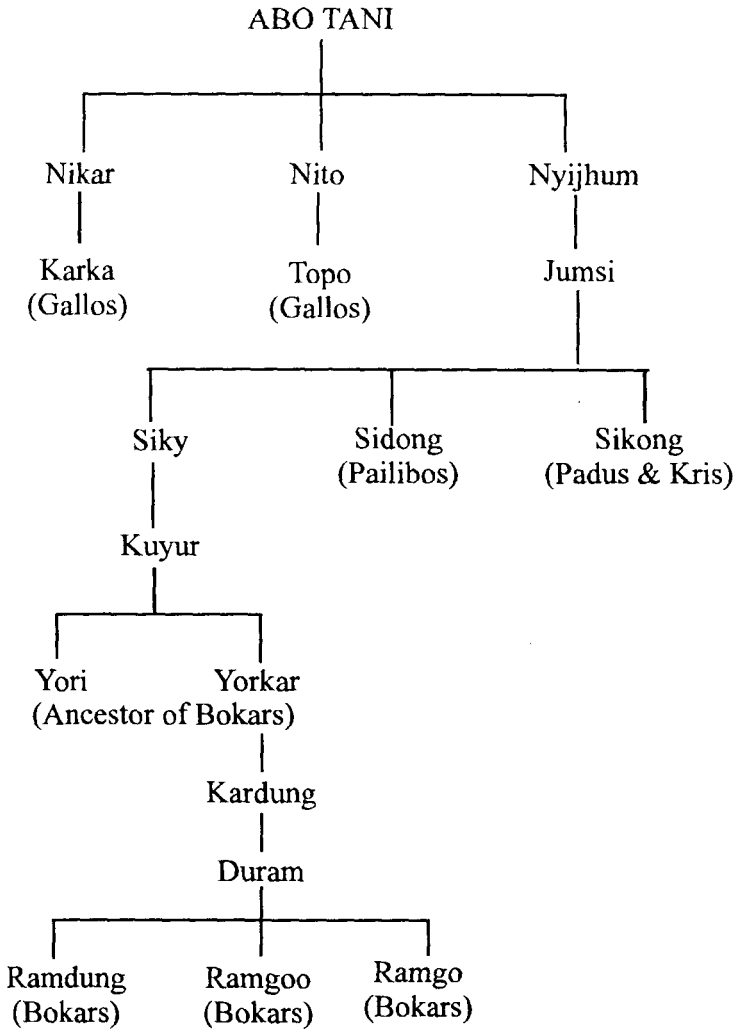 ABO TANI
Nikar Nito Nyijhum
Karka Topo Jumsi
(Gallos) (Gallos)
Siky Sidong Sikong
(Pailibos) (Padus & Kris)
Kuyur
Yori Yorkar
(Ancestor of Bokars)
Kardung
Duram
Ramdung Ramgoo Ramgo
(Bokars) (Bokars) (Bokars)